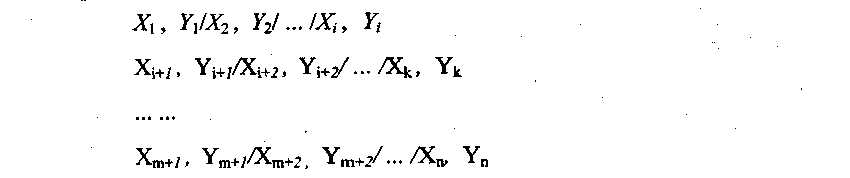 X₁, Y₁/X₂, Y₂/ ... /Xᵢ, Yᵢ
Xᵢ₊₁, Yᵢ₊₁/Xᵢ₊₂, Yᵢ₊₂/ ... /Xₖ, Yₖ
... ...
Xₘ₊₁, Yₘ₊₁/Xₘ₊₂, Yₘ₊₂/ ... /Xₙ, Yₙ